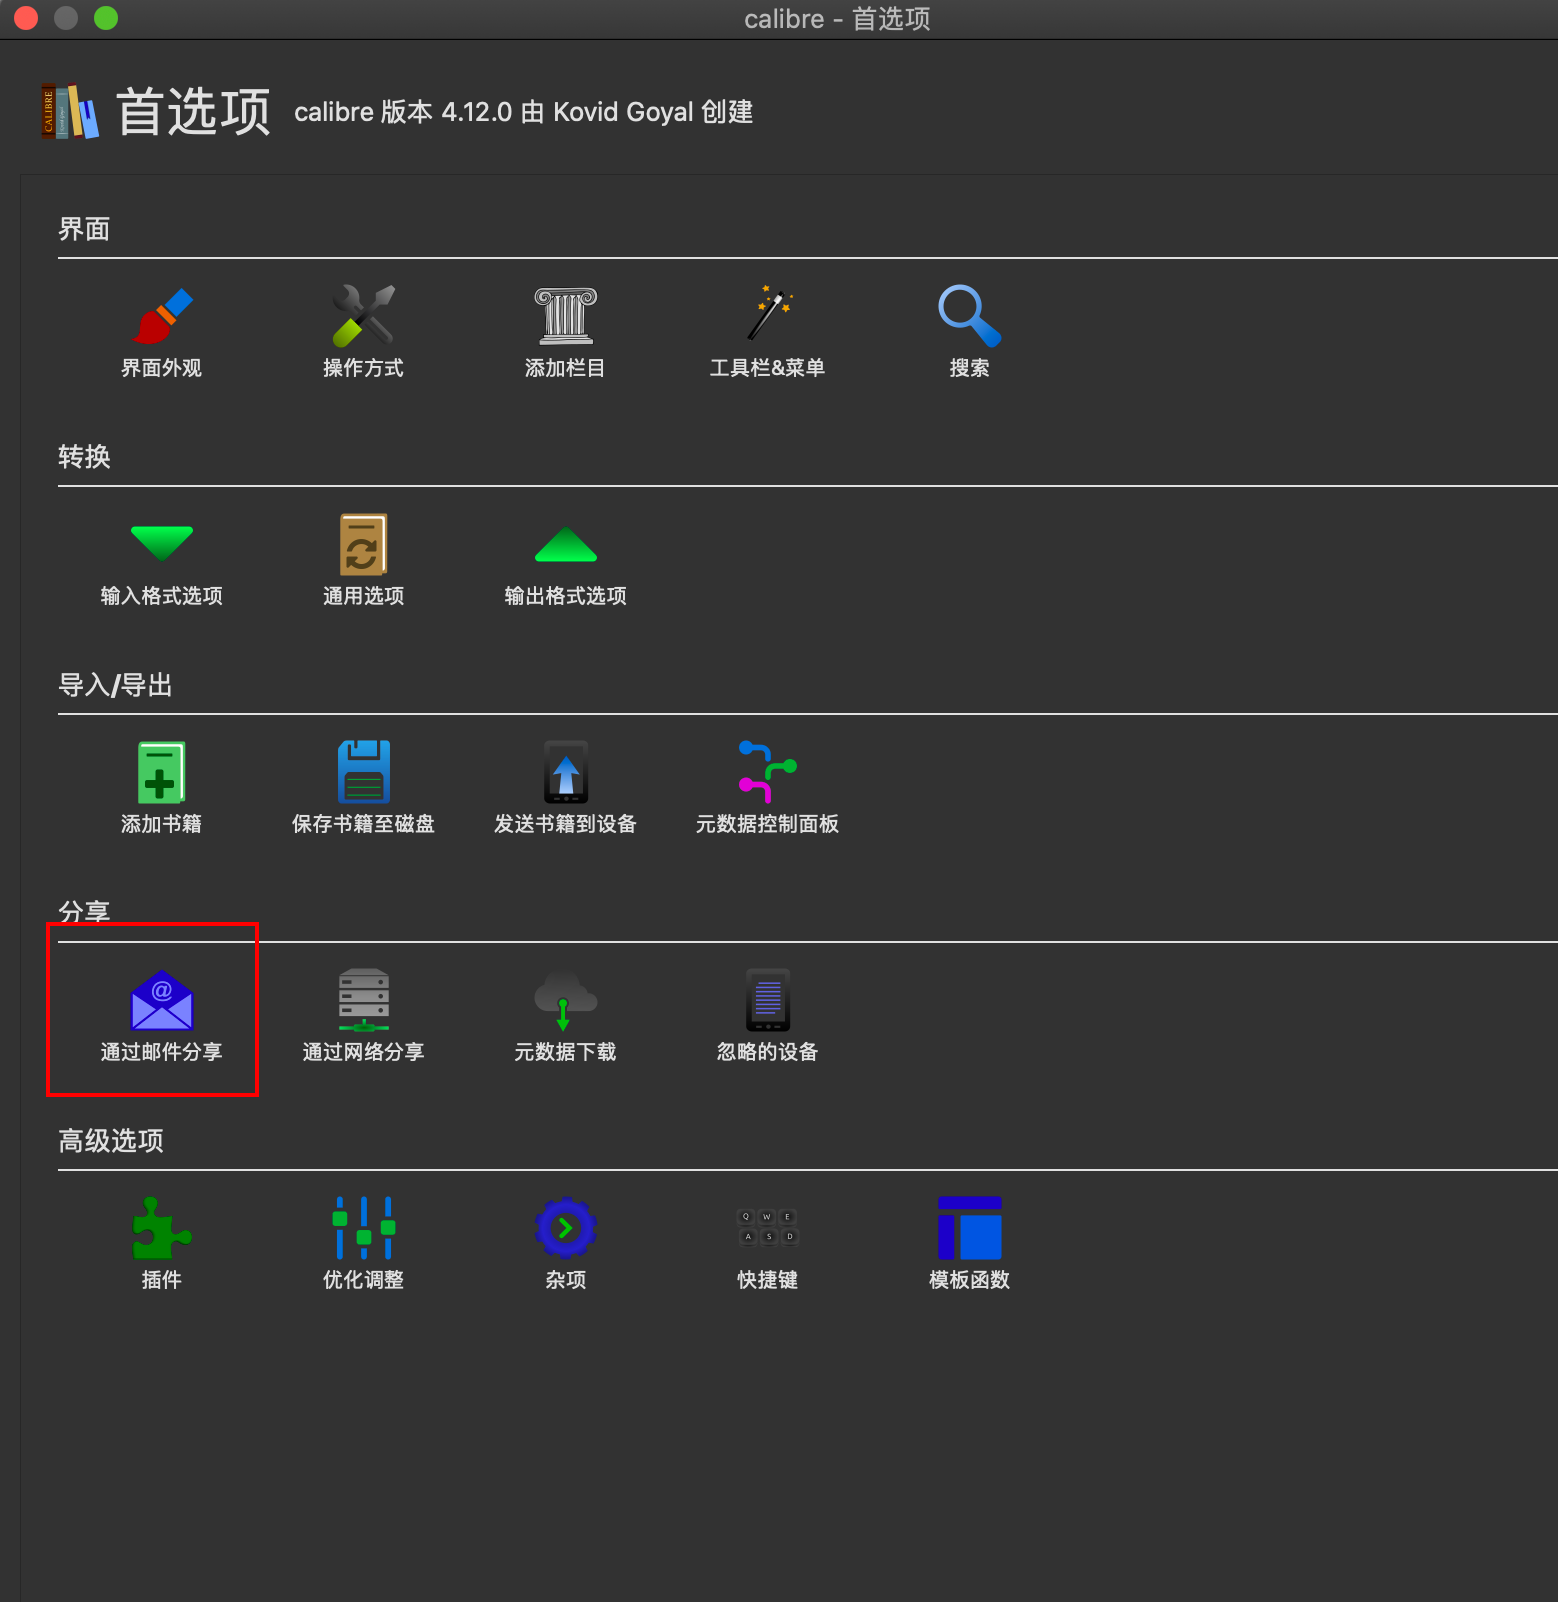 calibre - 首选项
CALIBRE
首选项 calibre 版本 4.12.0 由 Kovid Goyal 创建
界面
界面外观 操作方式 添加栏目 工具栏&菜单 搜索
转换
输入格式选项 通用选项 输出格式选项
导入/导出
添加书籍 保存书籍至磁盘 发送书籍到设备 元数据控制面板
分享
@
通过邮件分享 通过网络分享 元数据下载 忽略的设备
高级选项
Q W E
A S D
插件 优化调整 杂项 快捷键 模板函数